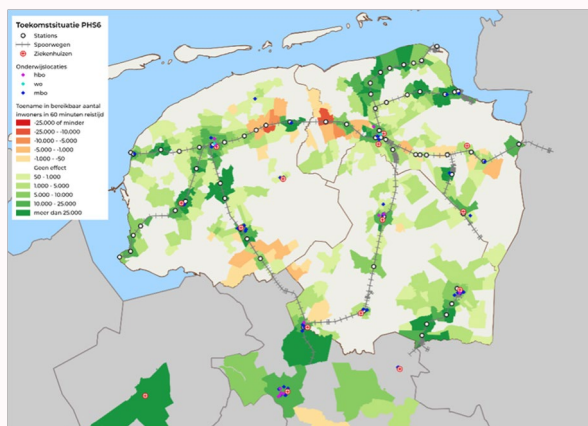 Toekomstsituatie PHS6
Stations
Spoorwegen
Ziekenhuizen
Onderwijslocaties
hbo
wo
mbo
Toename in bereikbaar aantal
inwoners in 60 minuten reistijd
-25.000 of minder
-25.000 - -10.000
-10.000 - -5.000
-5.000 - -1.000
-1.000 - -50
Geen effect
50 - 1.000
1.000 - 5.000
5.000 - 10.000
10.000 - 25.000
meer dan 25.000